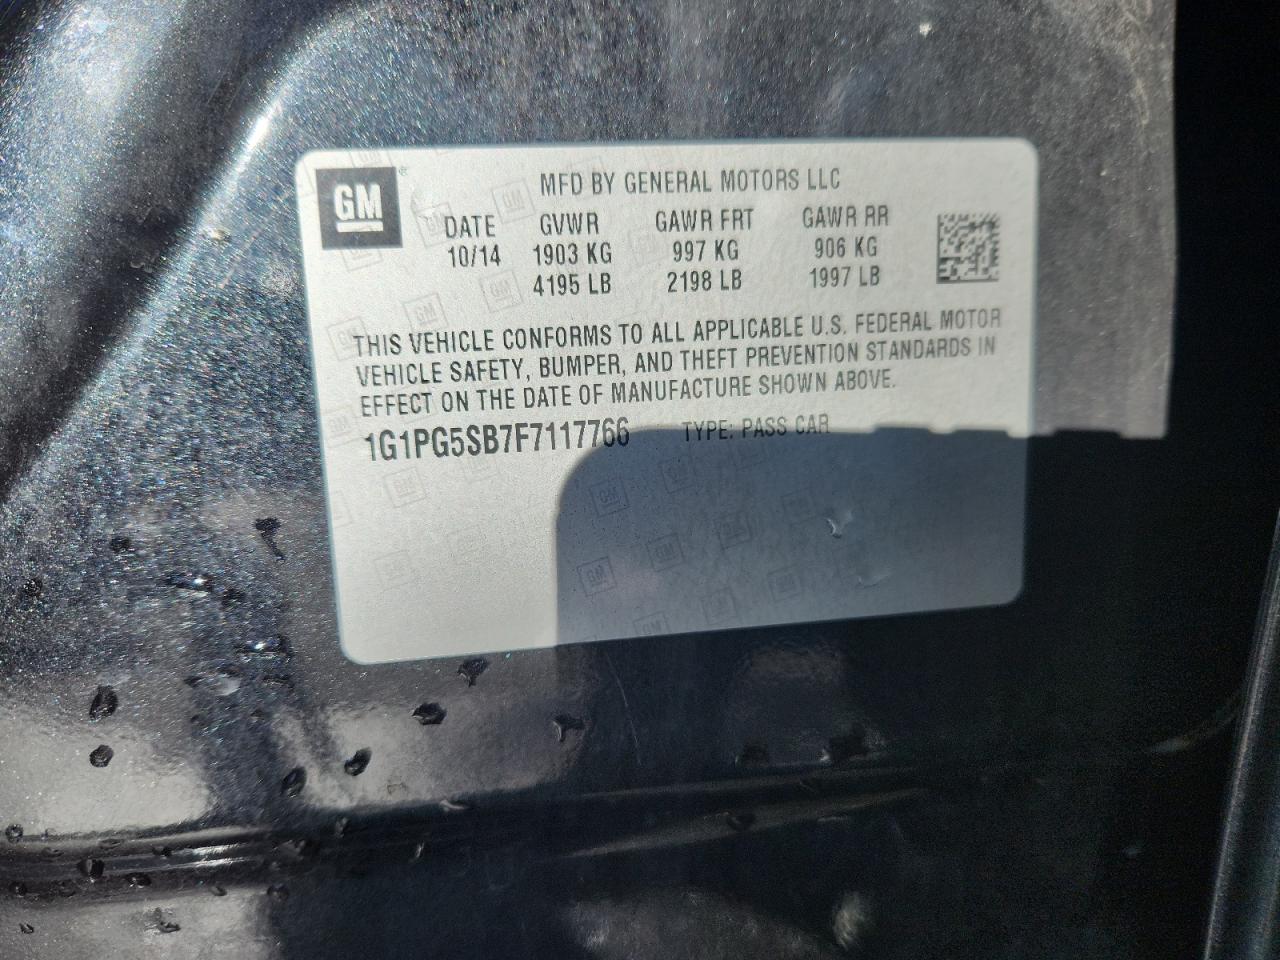 GM
MFD BY GENERAL MOTORS LLC
DATE GVWR GAWR FRT GAWR RR
10/14 1903 KG 997 KG 906 KG
4195 LB 2198 LB 1997 LB
THIS VEHICLE CONFORMS TO ALL APPLICABLE U.S. FEDERAL MOTOR
VEHICLE SAFETY, BUMPER, AND THEFT PREVENTION STANDARDS IN
EFFECT ON THE DATE OF MANUFACTURE SHOWN ABOVE.
1G1PG5SB7F7117766 TYPE: PASS CAR